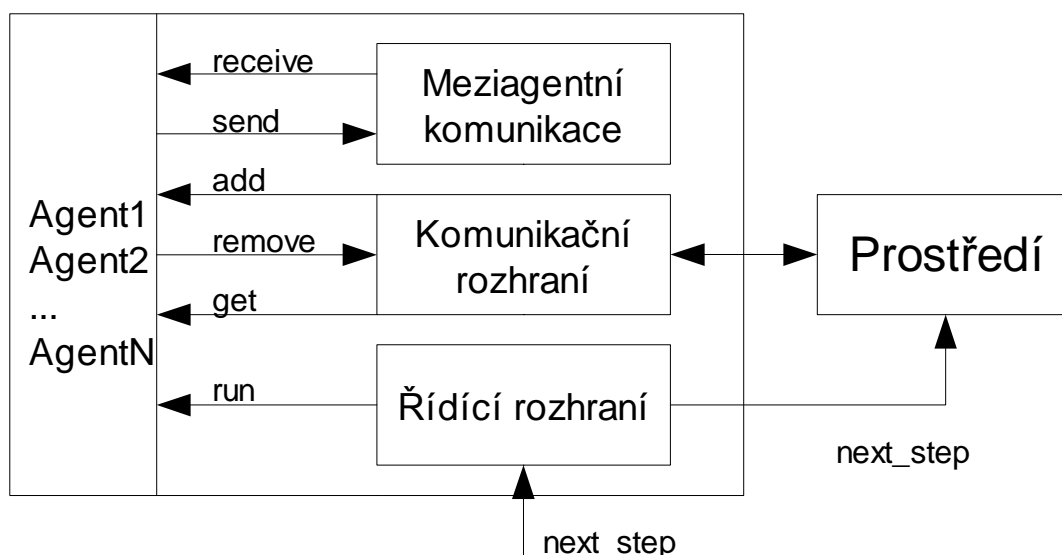 receive
send
add
remove
get
run
Agent1
Agent2
...
AgentN
Meziagentní
komunikace
Komunikační
rozhraní
Řídící rozhraní
Prostředí
next_step
next_step